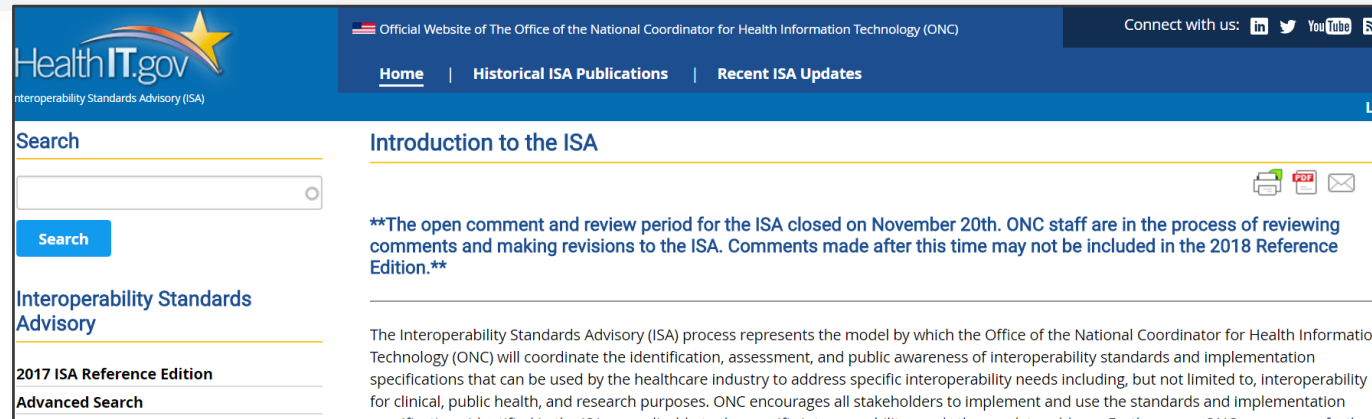 HealthIT.gov
nteroperability Standards Advisory (ISA)
Official Website of The Office of the National Coordinator for Health Information Technology (ONC)
Connect with us: in YouTube
Home | Historical ISA Publications | Recent ISA Updates
L
Search
Search
Interoperability Standards
Advisory
2017 ISA Reference Edition
Advanced Search
Introduction to the ISA
PDF
**The open comment and review period for the ISA closed on November 20th. ONC staff are in the process of reviewing
comments and making revisions to the ISA. Comments made after this time may not be included in the 2018 Reference
Edition.**
The Interoperability Standards Advisory (ISA) process represents the model by which the Office of the National Coordinator for Health Informatio
Technology (ONC) will coordinate the identification, assessment, and public awareness of interoperability standards and implementation
specifications that can be used by the healthcare industry to address specific interoperability needs including, but not limited to, interoperability
for clinical, public health, and research purposes. ONC encourages all stakeholders to implement and use the standards and implementation